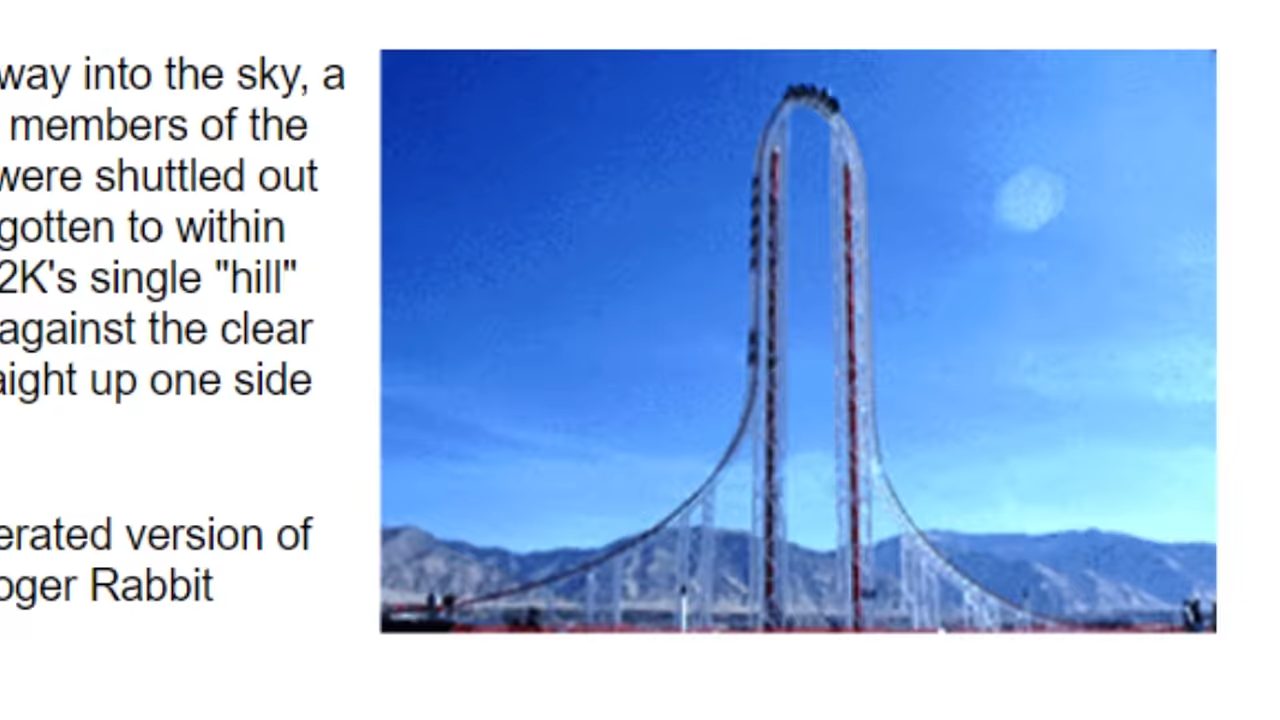 way into the sky, a
members of the
were shuttled out
gotten to within
2K's single "hill"
against the clear
aight up one side
erated version of
oger Rabbit